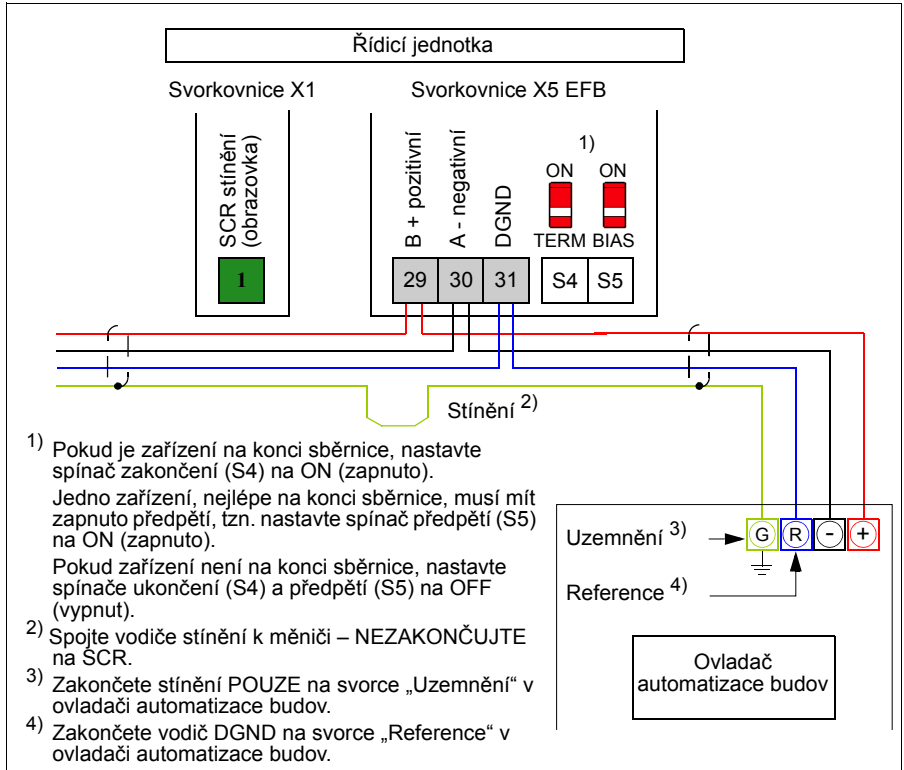 Řídicí jednotka
Svorkovnice X1
Svorkovnice X5 EFB
SCR stínění
(obrazovka)
B + pozitivní
A - negativní
DGND
1)
ON ON
TERM BIAS
1
29 30 31 S4 S5
Stínění 2)
1) Pokud je zařízení na konci sběrnice, nastavte
spínač zakončení (S4) na ON (zapnuto).
Jedno zařízení, nejlépe na konci sběrnice, musí mít
zapnuto předpětí, tzn. nastavte spínač předpětí (S5)
na ON (zapnuto).
Pokud zařízení není na konci sběrnice, nastavte
spínače ukončení (S4) a předpětí (S5) na OFF
(vypnut).
2) Spojte vodiče stínění k měniči – NEZAKONČUJTE
na SCR.
3) Zakončete stínění POUZE na svorce „Uzemnění“ v
ovladači automatizace budov.
4) Zakončete vodič DGND na svorce „Reference“ v
ovladači automatizace budov.
Uzemnění 3)
G R - +
Reference 4)
Ovladač
automatizace budov